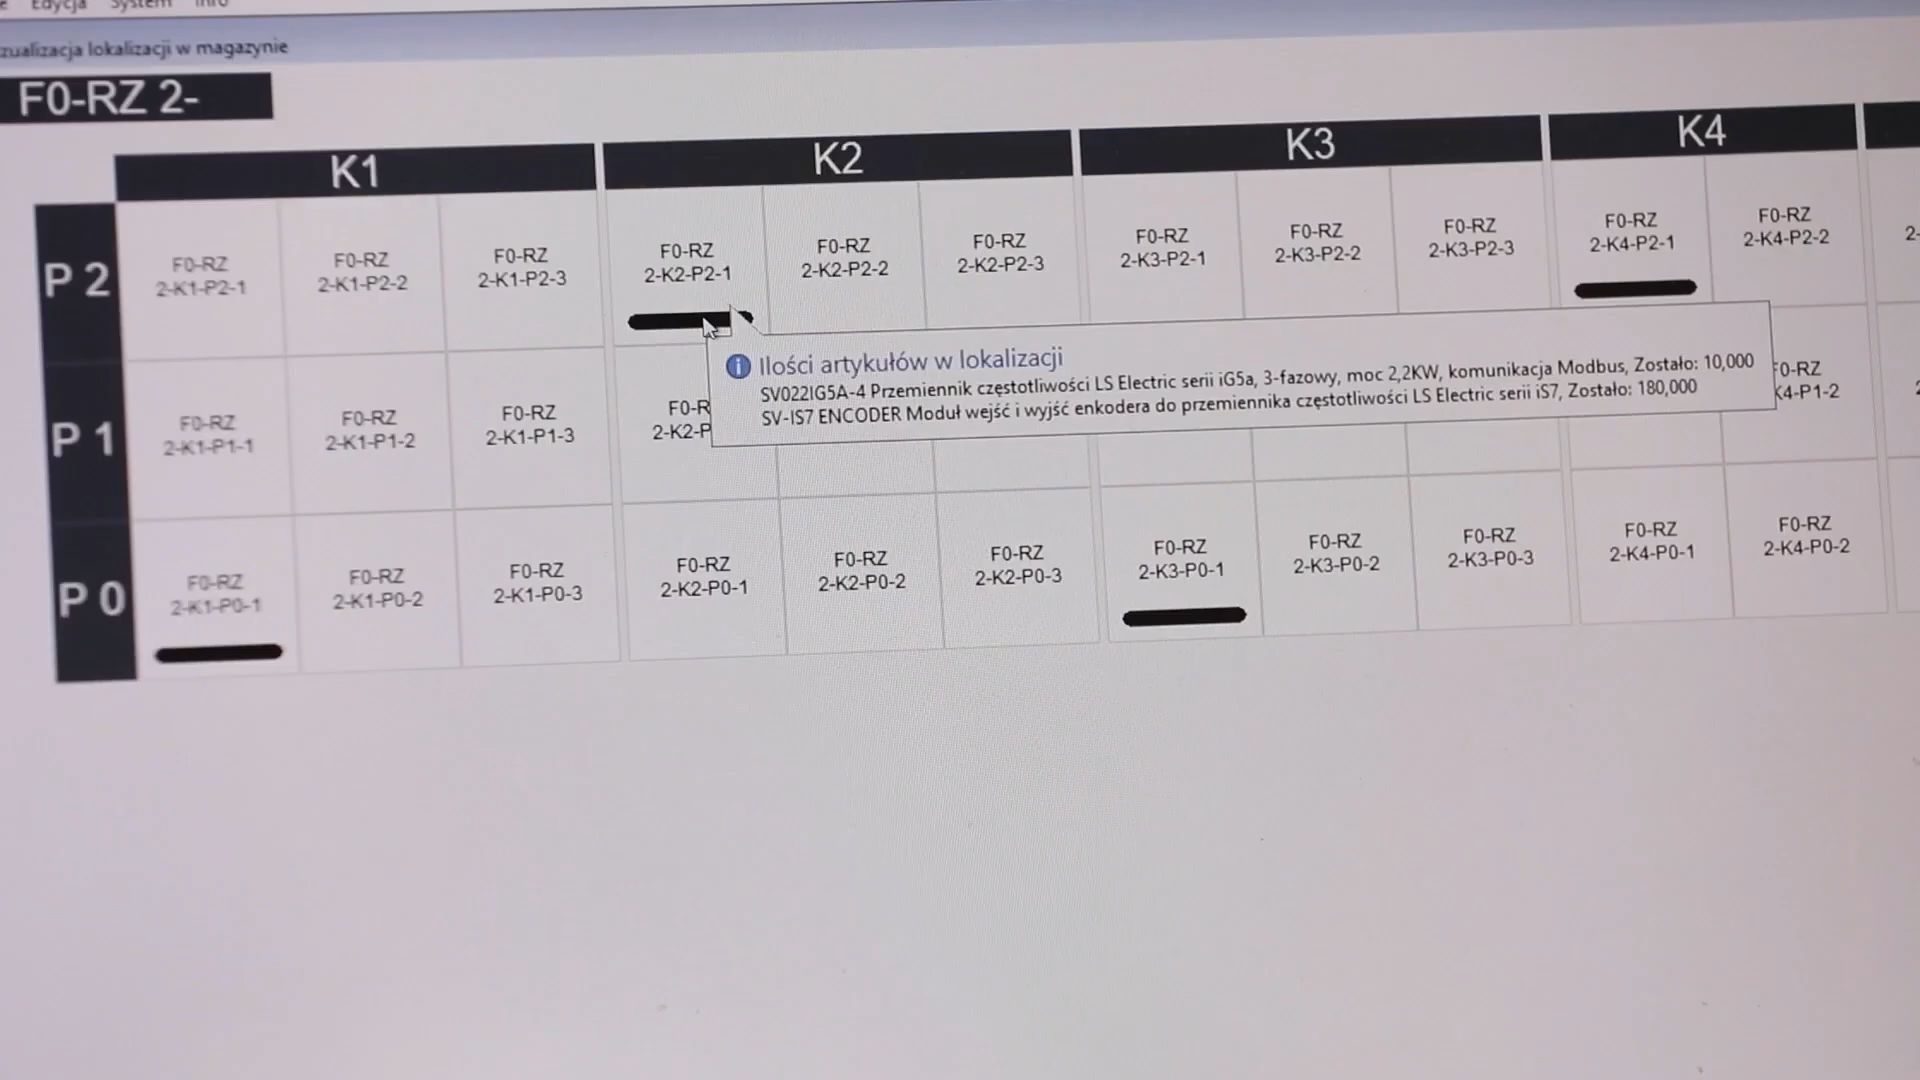 Edycja System Info
zualizacja lokalizacji w magazynie
F0-RZ 2-
K1 K2 K3 K4
P 2
F0-RZ 2-K1-P2-1
F0-RZ 2-K1-P2-2
F0-RZ 2-K1-P2-3
F0-RZ 2-K2-P2-1
F0-RZ 2-K2-P2-2
F0-RZ 2-K2-P2-3
F0-RZ 2-K3-P2-1
F0-RZ 2-K3-P2-2
F0-RZ 2-K3-P2-3
F0-RZ 2-K4-P2-1
F0-RZ 2-K4-P2-2
2-
Ilości artykułów w lokalizacji
SV022IG5A-4 Przemiennik częstotliwości LS Electric serii iG5a, 3-fazowy, moc 2,2KW, komunikacja Modbus, Zostało: 10,000
SV-IS7 ENCODER Moduł wejść i wyjść enkodera do przemiennika częstotliwości LS Electric serii iS7, Zostało: 180,000
P 1
F0-RZ 2-K1-P1-1
F0-RZ 2-K1-P1-2
F0-RZ 2-K1-P1-3
F0-R 2-K2-P
F0-RZ K4-P1-2
P 0
F0-RZ 2-K1-P0-1
F0-RZ 2-K1-P0-2
F0-RZ 2-K1-P0-3
F0-RZ 2-K2-P0-1
F0-RZ 2-K2-P0-2
F0-RZ 2-K2-P0-3
F0-RZ 2-K3-P0-1
F0-RZ 2-K3-P0-2
F0-RZ 2-K3-P0-3
F0-RZ 2-K4-P0-1
F0-RZ 2-K4-P0-2